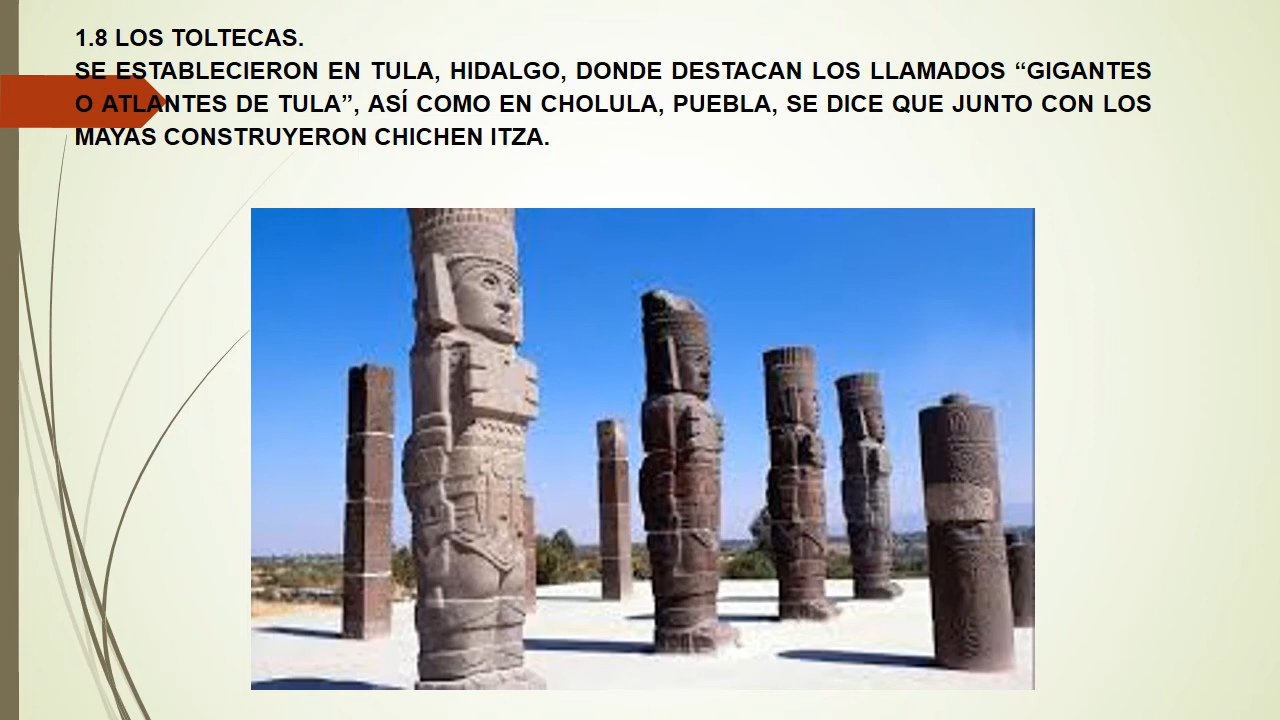 1.8 LOS TOLTECAS.
SE ESTABLECIERON EN TULA, HIDALGO, DONDE DESTACAN LOS LLAMADOS “GIGANTES
O ATLANTES DE TULA”, ASÍ COMO EN CHOLULA, PUEBLA, SE DICE QUE JUNTO CON LOS
MAYAS CONSTRUYERON CHICHEN ITZA.